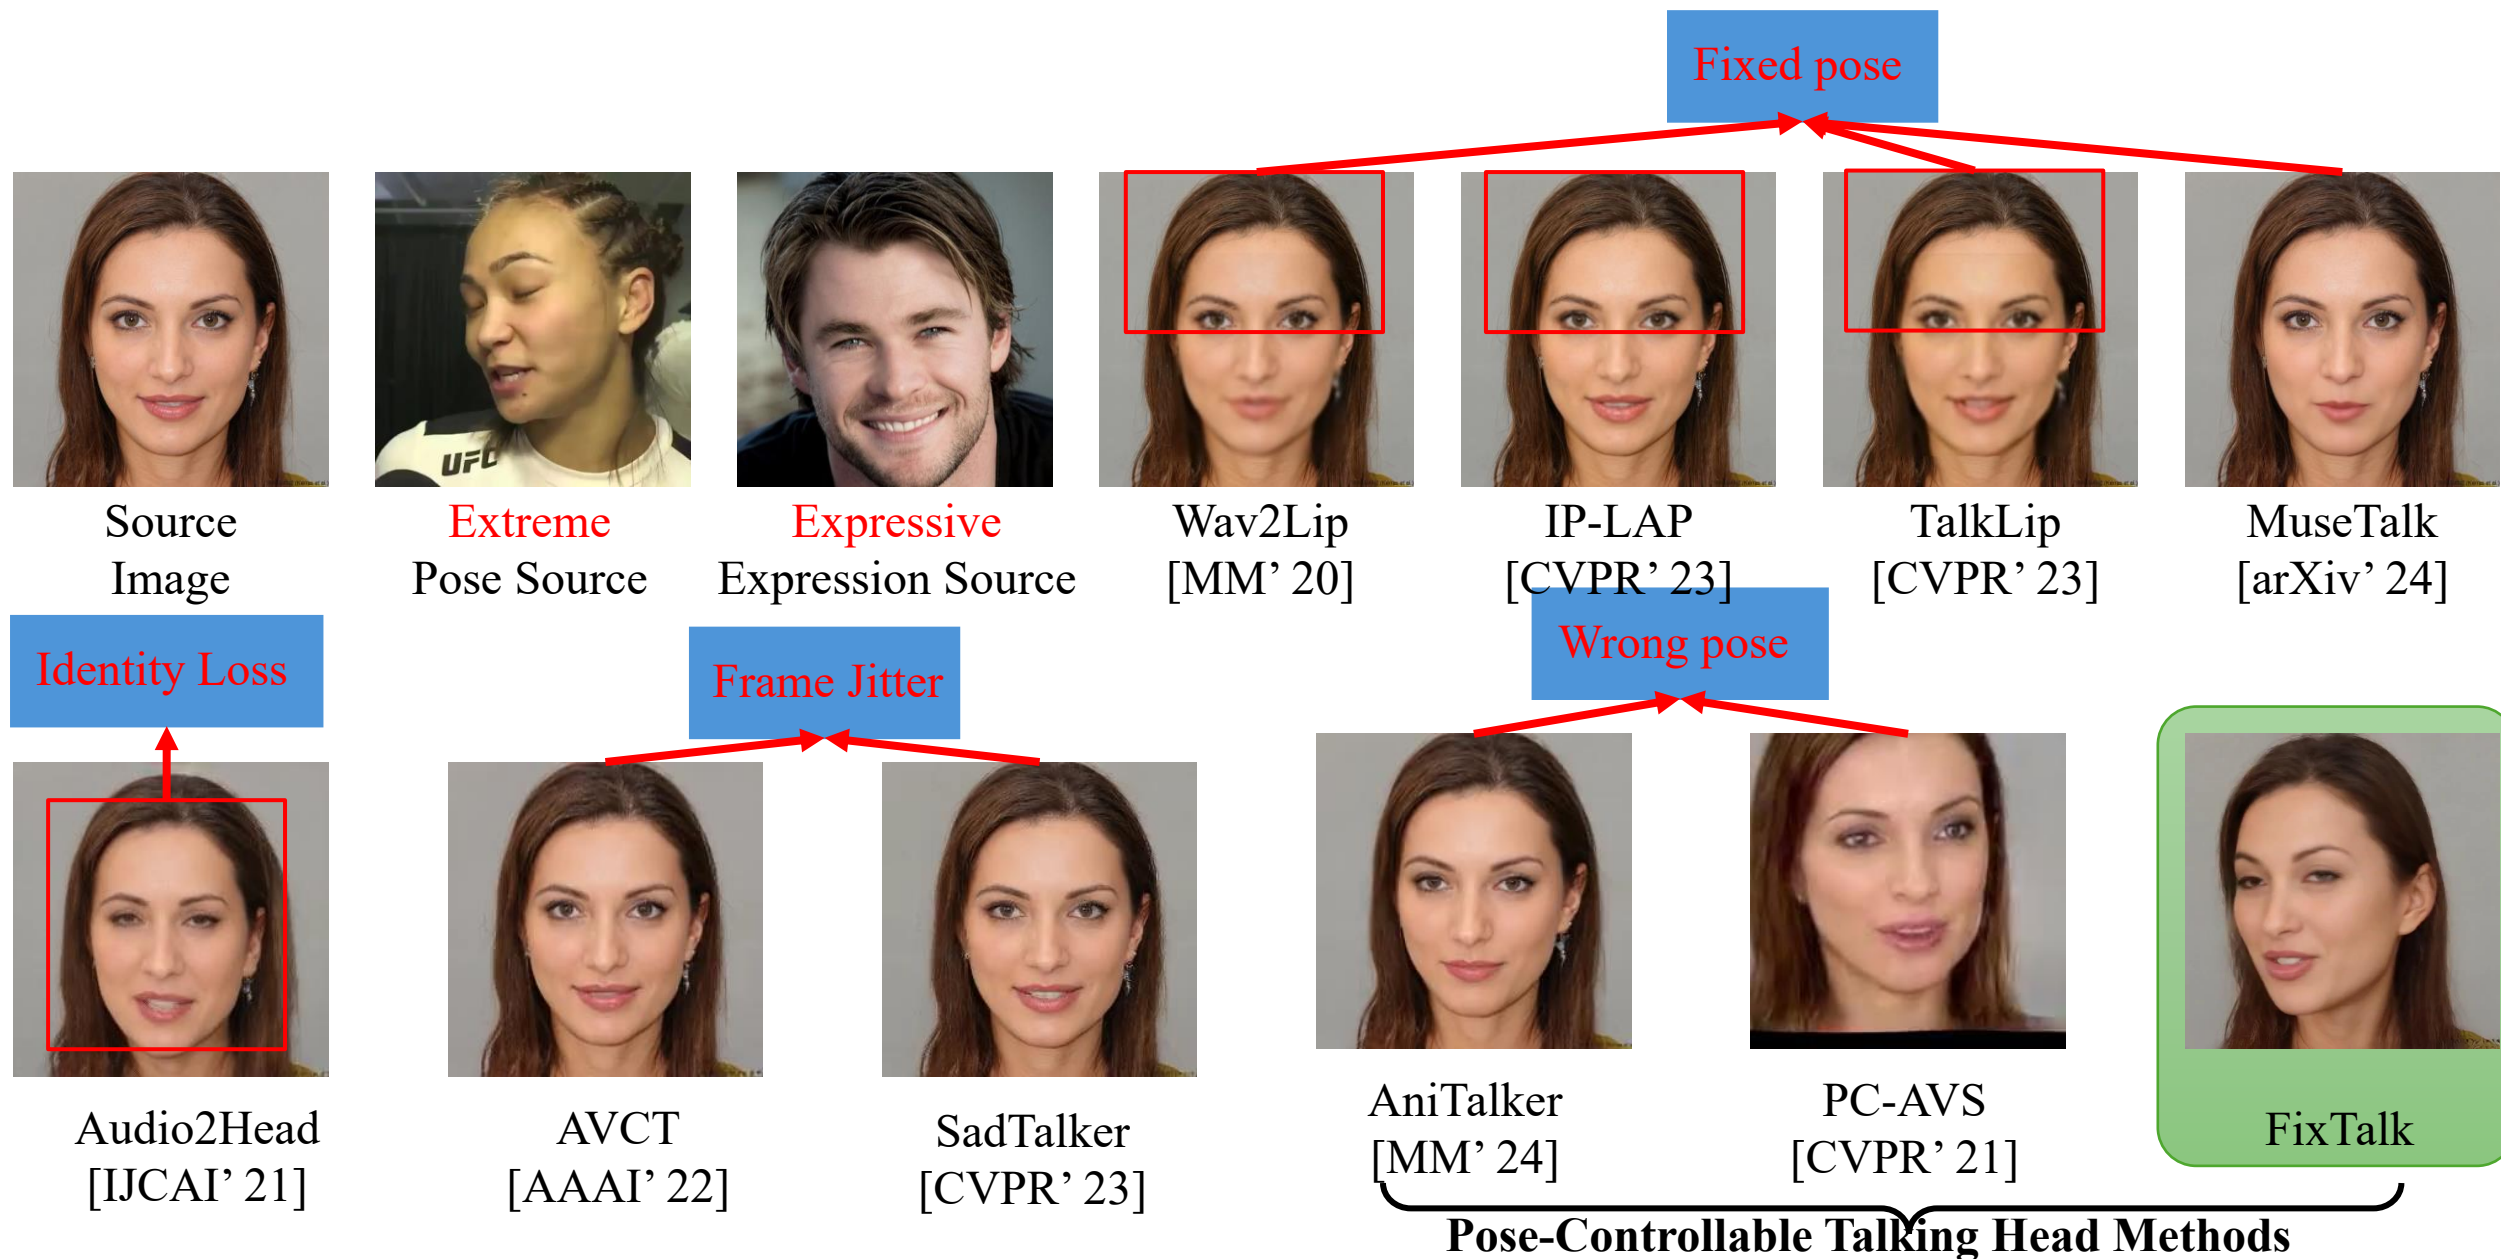 Fixed pose
UFC
Source
Image
Extreme
Pose Source
Expressive
Expression Source
Wav2Lip
[MM’ 20]
IP-LAP
[CVPR’ 23]
TalkLip
[CVPR’ 23]
MuseTalk
[arXiv’ 24]
Identity Loss
Frame Jitter
Wrong pose
Audio2Head
[IJCAI’ 21]
AVCT
[AAAI’ 22]
SadTalker
[CVPR’ 23]
AniTalker
[MM’ 24]
PC-AVS
[CVPR’ 21]
FixTalk
Pose-Controllable Talking Head Methods